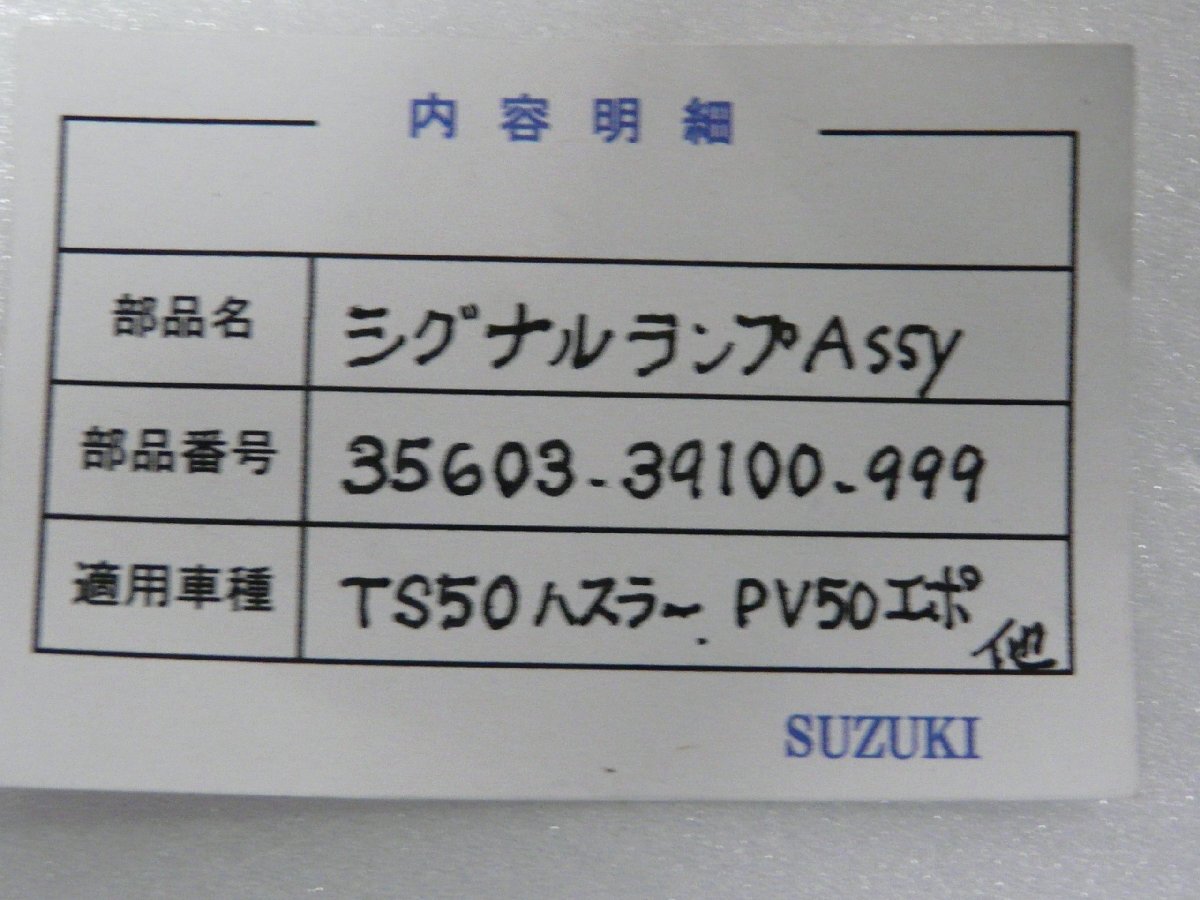 内容明細
部品名 シグナルランプAssy
部品番号 35603-39100-999
適用車種 TS50ハスラー. PV50エポ
他
SUZUKI